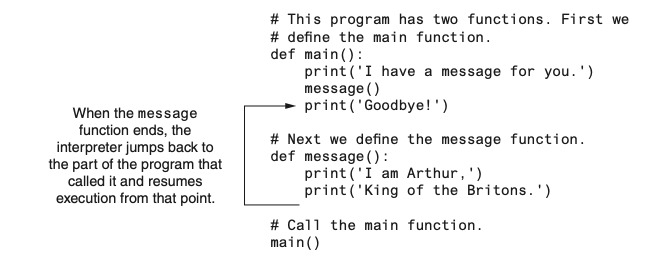 # This program has two functions. First we
# define the main function.
def main():
    print('I have a message for you.')
    message()
    print('Goodbye!')
When the message
function ends, the
interpreter jumps back to
the part of the program that
called it and resumes
execution from that point.
# Next we define the message function.
def message():
    print('I am Arthur,')
    print('King of the Britons.')
# Call the main function.
main()